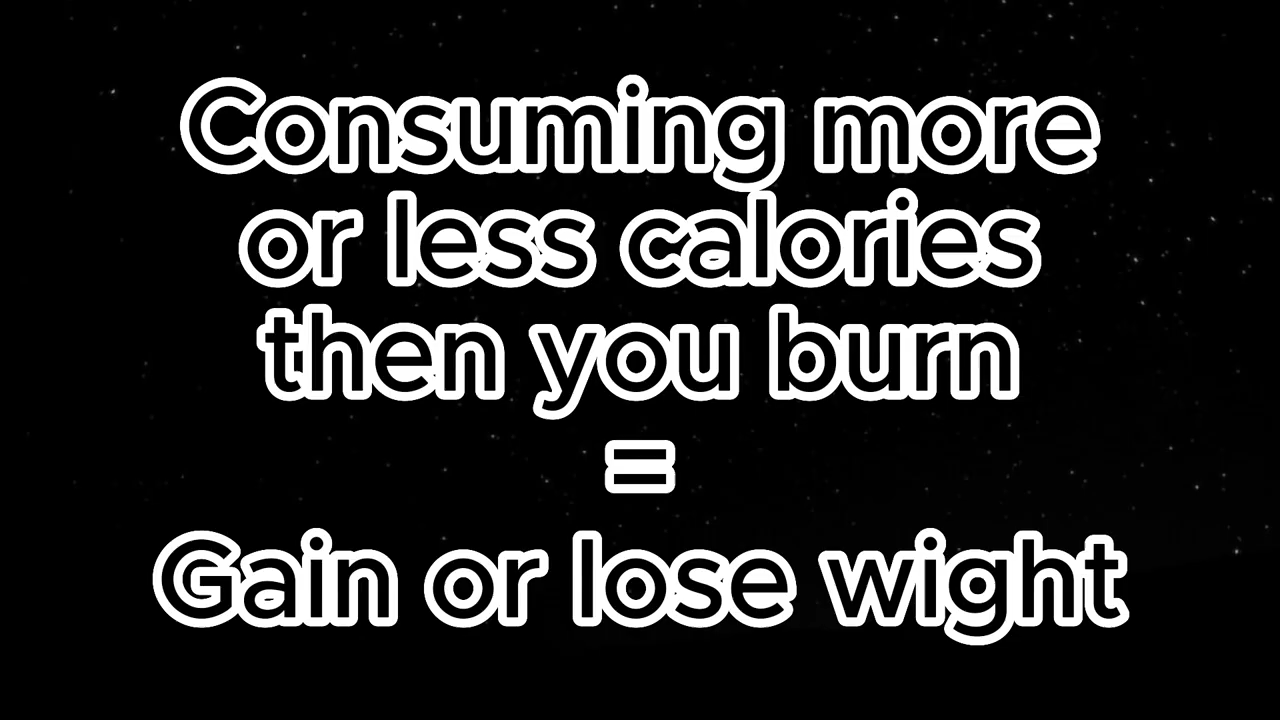 Consuming more
or less calories
then you burn
=
Gain or lose wight